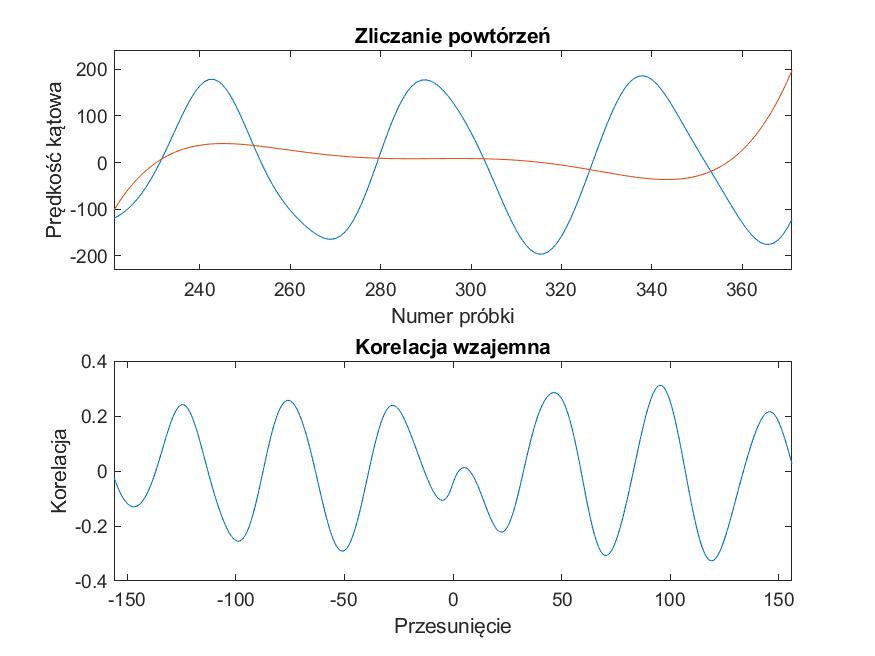 Zliczanie powtórzeń
200
100
0
-100
-200
Prędkość kątowa
240 260 280 300 320 340 360
Numer próbki
Korelacja wzajemna
0.4
0.2
0
-0.2
-0.4
Korelacja
-150 -100 -50 0 50 100 150
Przesunięcie